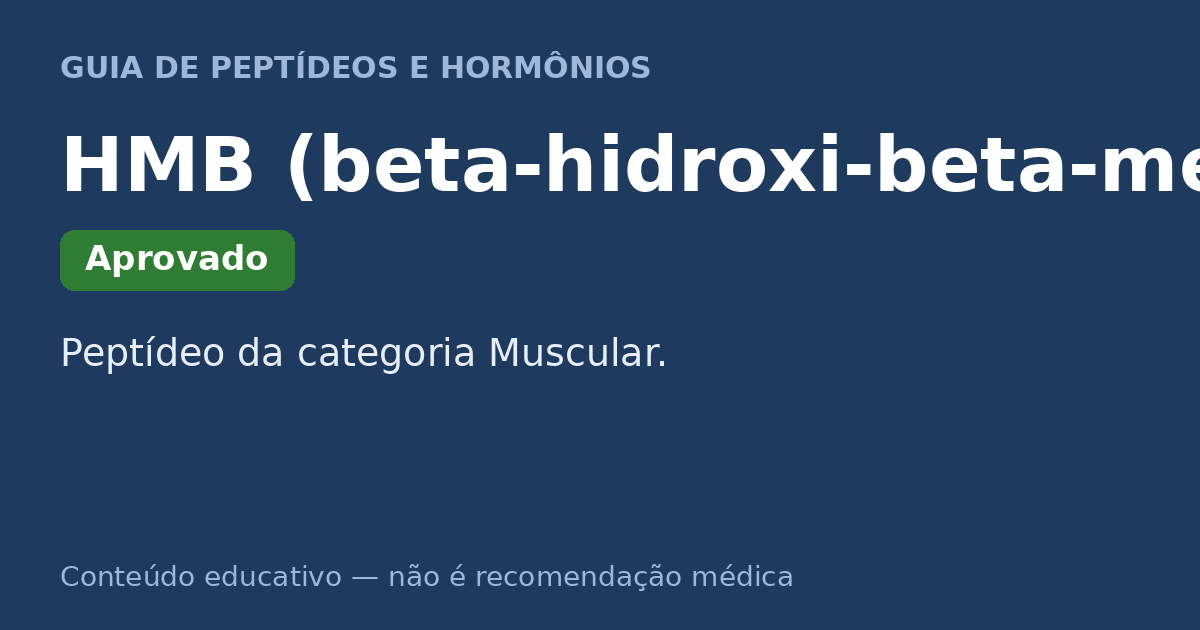 GUIA DE PEPTÍDEOS E HORMÔNIOS
HMB (beta-hidroxi-beta-me
Aprovado
Peptídeo da categoria Muscular.
Conteúdo educativo — não é recomendação médica